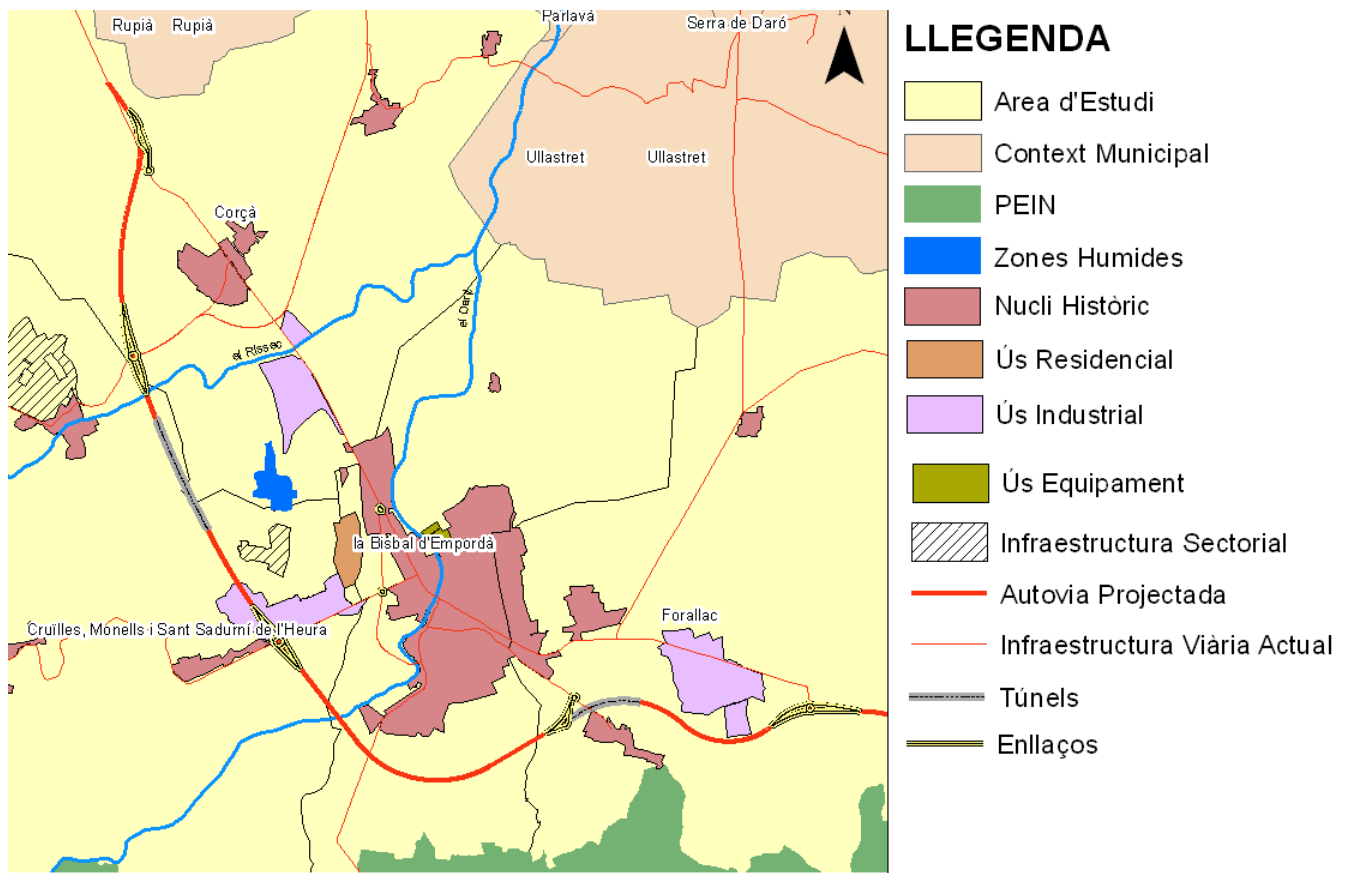 Rupià Rupià
Parlavà
Serra de Daró
N
Ullastret Ullastret
Corçà
el Daró
el Rissec
la Bisbal d'Empordà
Cruïlles, Monells i Sant Sadurní de l'Heura
Forallac
LLEGENDA
Area d'Estudi
Context Municipal
PEIN
Zones Humides
Nucli Històric
Ús Residencial
Ús Industrial
Ús Equipament
Infraestructura Sectorial
Autovia Projectada
Infraestructura Viària Actual
Túnels
Enllaços